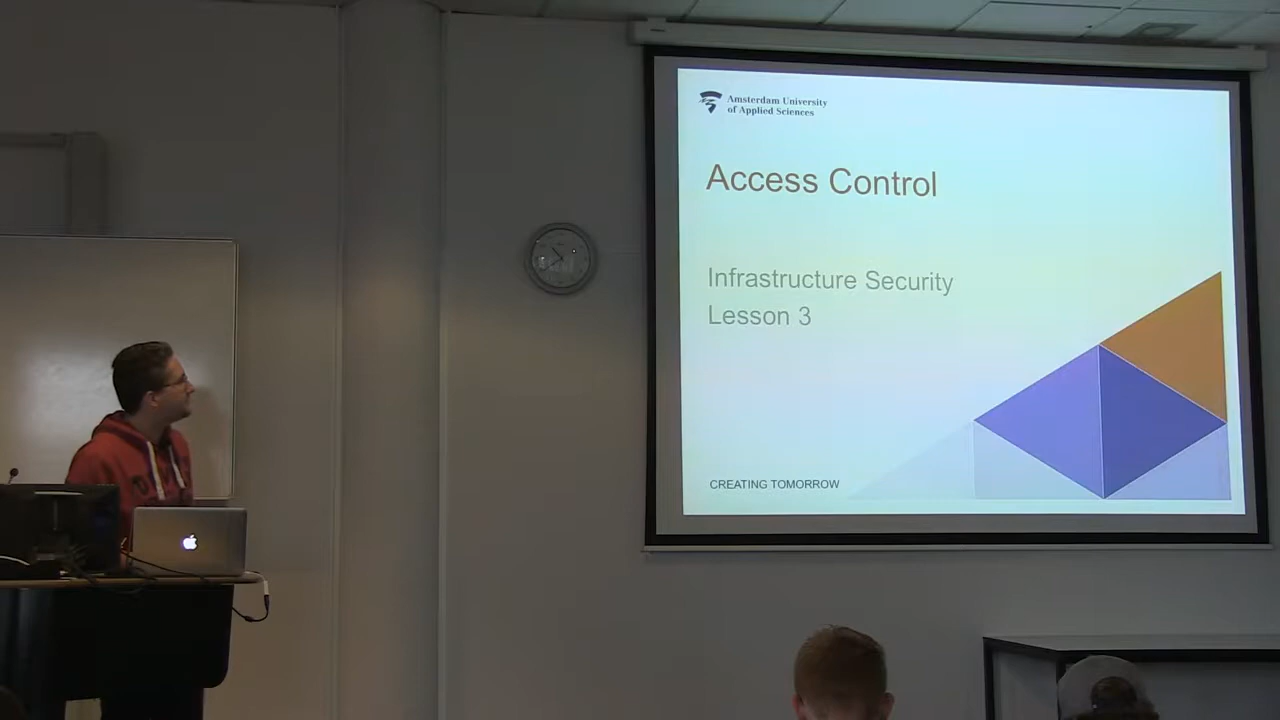 Amsterdam University
of Applied Sciences
Access Control
Infrastructure Security
Lesson 3
CREATING TOMORROW